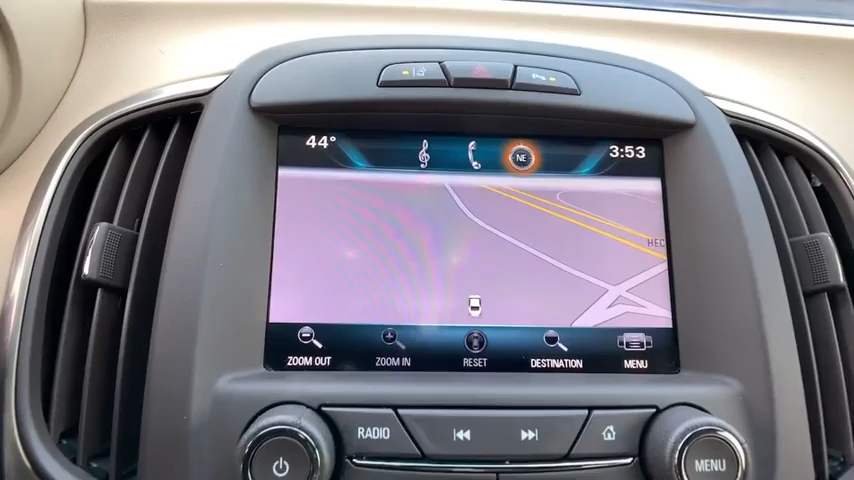 44°
NE
3:53
HEC
ZOOM OUT
ZOOM IN
RESET
DESTINATION
MENU
RADIO
MENU